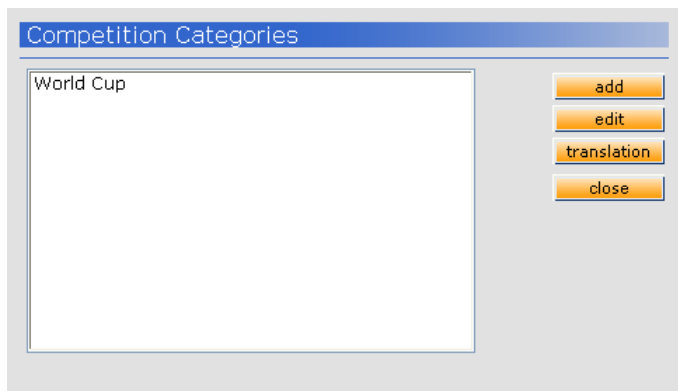 Competition Categories
World Cup
add
edit
translation
close